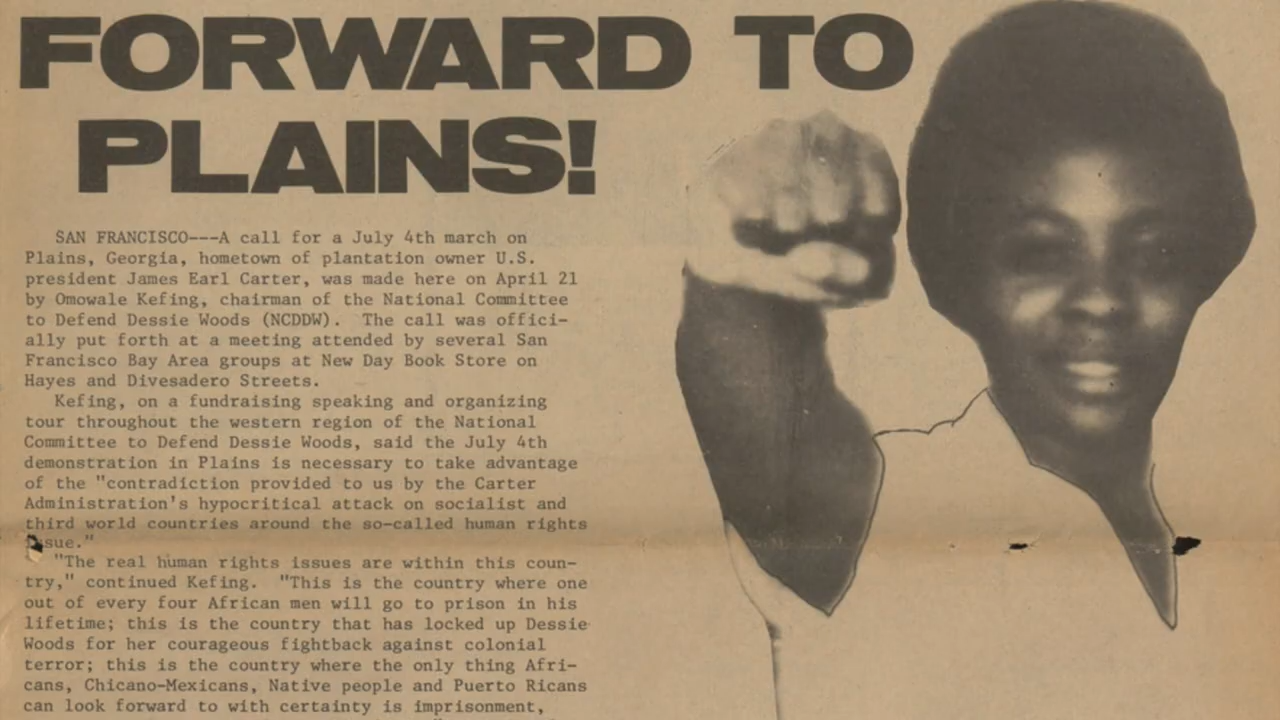 FORWARD TO
PLAINS!
SAN FRANCISCO---A call for a July 4th march on
Plains, Georgia, hometown of plantation owner U.S.
president James Earl Carter, was made here on April 21
by Omowale Kefing, chairman of the National Committee
to Defend Dessie Woods (NCDDW). The call was offici-
ally put forth at a meeting attended by several San
Francisco Bay Area groups at New Day Book Store on
Hayes and Divesadero Streets.
Kefing, on a fundraising speaking and organizing
tour throughout the western region of the National
Committee to Defend Dessie Woods, said the July 4th
demonstration in Plains is necessary to take advantage
of the "contradiction provided to us by the Carter
Administration's hypocritical attack on socialist and
third world countries around the so-called human rights
issue."
"The real human rights issues are within this coun-
try," continued Kefing. "This is the country where one
out of every four African men will go to prison in his
lifetime; this is the country that has locked up Dessie
Woods for her courageous fightback against colonial
terror; this is the country where the only thing Afri-
cans, Chicano-Mexicans, Native people and Puerto Ricans
can look forward to with certainty is imprisonment,